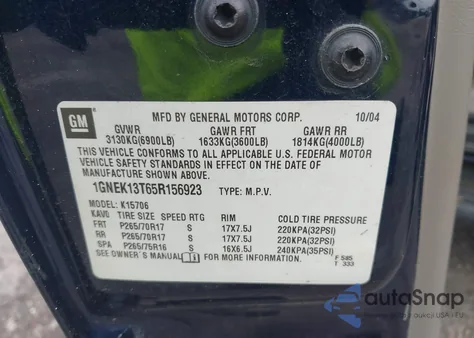 GM
MFD BY GENERAL MOTORS CORP. 10/04
GVWR GAWR FRT GAWR RR
3130KG(6900LB) 1633KG(3600LB) 1814KG(4000LB)
THIS VEHICLE CONFORMS TO ALL APPLICABLE U.S. FEDERAL MOTOR
VEHICLE SAFETY STANDARDS IN EFFECT ON THE DATE OF
MANUFACTURE SHOWN ABOVE.
1GNEK13T65R156923 TYPE: M.P.V.
MODEL: K15706
KAVO TIRE SIZE SPEED RTG RIM COLD TIRE PRESSURE
FRT P265/70R17 S 17X7.5J 220KPA(32PSI)
RR P265/70R17 S 17X7.5J 220KPA(32PSI)
SPA P265/75R16 S 16X6.5J 240KPA(35PSI)
SEE OWNER'S MANUAL FOR MORE INFORMATION.
T 333
autaSnap